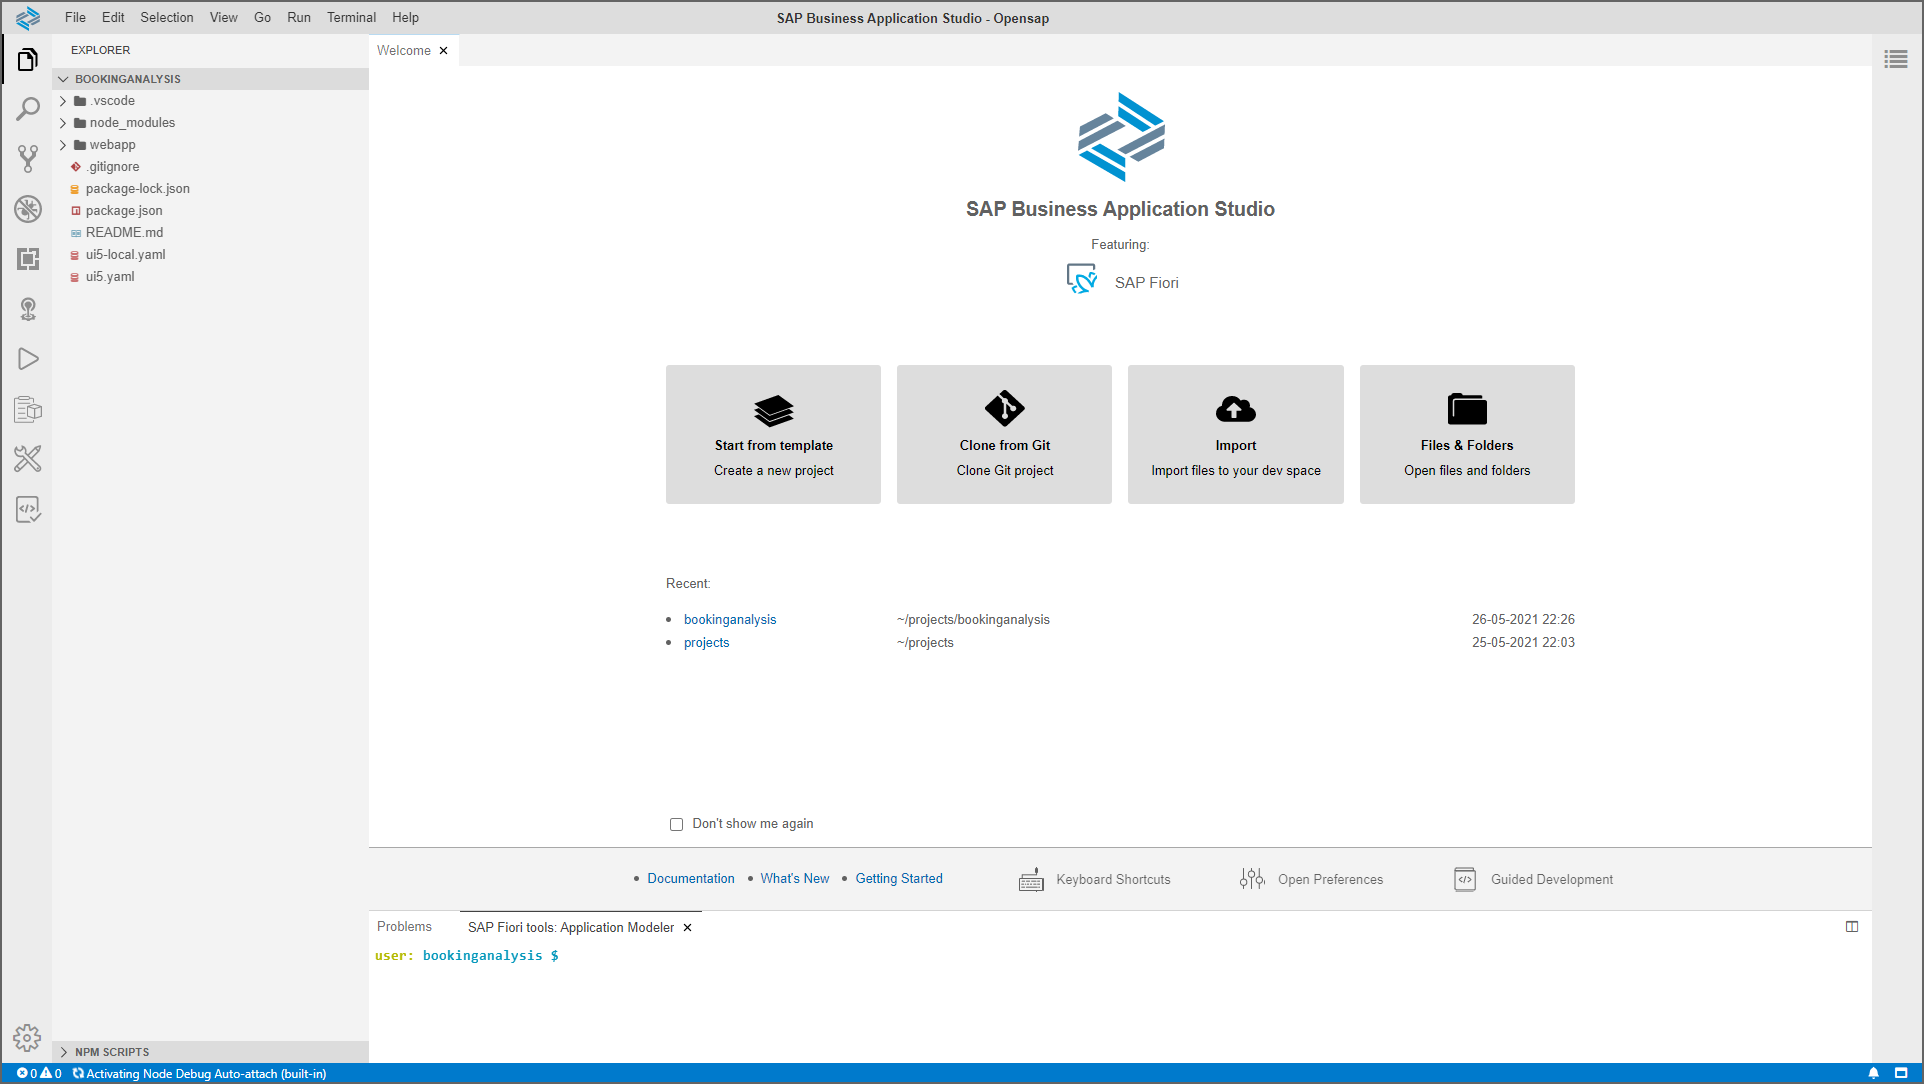 File Edit Selection View Go Run Terminal Help
SAP Business Application Studio - Opensap
EXPLORER
BOOKINGANALYSIS
.vscode
node_modules
webapp
.gitignore
package-lock.json
package.json
README.md
ui5-local.yaml
ui5.yaml
NPM SCRIPTS
Welcome
SAP Business Application Studio
Featuring:
SAP Fiori
Start from template
Create a new project
Clone from Git
Clone Git project
Import
Import files to your dev space
Files & Folders
Open files and folders
Recent:
bookinganalysis ~/projects/bookinganalysis 26-05-2021 22:26
projects ~/projects 25-05-2021 22:03
Don't show me again
Documentation What's New Getting Started Keyboard Shortcuts Open Preferences Guided Development
Problems SAP Fiori tools: Application Modeler
user: bookinganalysis $
0 0 Activating Node Debug Auto-attach (built-in)